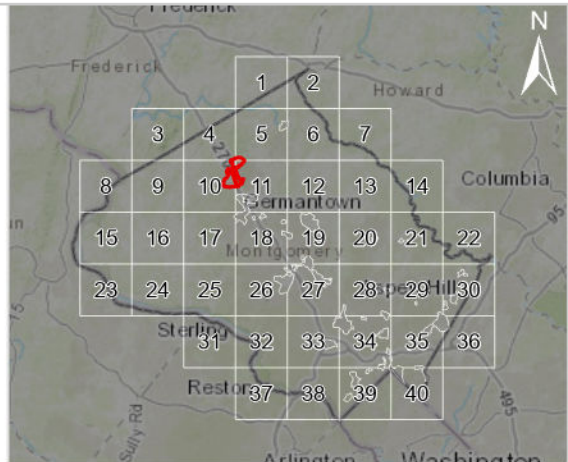 Frederick
N
Frederick
1 2
Howard
3 4 5 6 7
270
8 9 10 11 12 13 14
Columbia
Germantown
95
15 16 17 18 19 20 21 22
Montgomery
23 24 25 26 27 28 29 30
Aspen Hill
15
Sterling
31 32 33 34 35 36
Reston
37 38 39 40
495
Sully Rd
Arlington
Washington